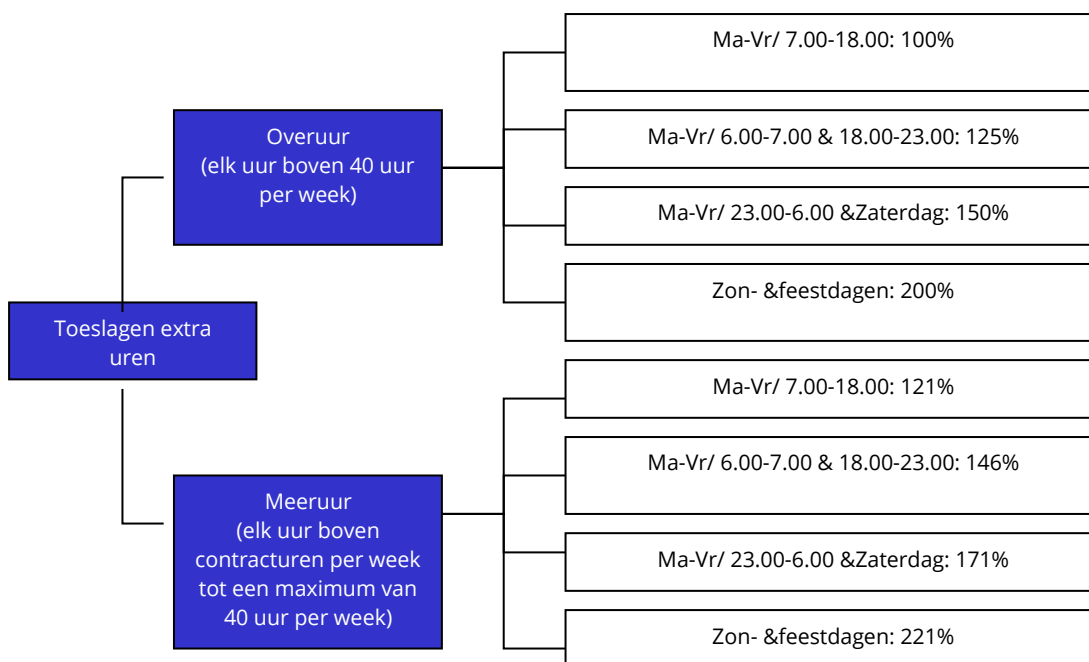 Toeslagen extra
uren
Overuur
(elk uur boven 40 uur
per week)
Ma-Vr/ 7.00-18.00: 100%
Ma-Vr/ 6.00-7.00 & 18.00-23.00: 125%
Ma-Vr/ 23.00-6.00 &Zaterdag: 150%
Zon- &feestdagen: 200%
Meeruur
(elk uur boven
contracturen per week
tot een maximum van
40 uur per week)
Ma-Vr/ 7.00-18.00: 121%
Ma-Vr/ 6.00-7.00 & 18.00-23.00: 146%
Ma-Vr/ 23.00-6.00 &Zaterdag: 171%
Zon- &feestdagen: 221%